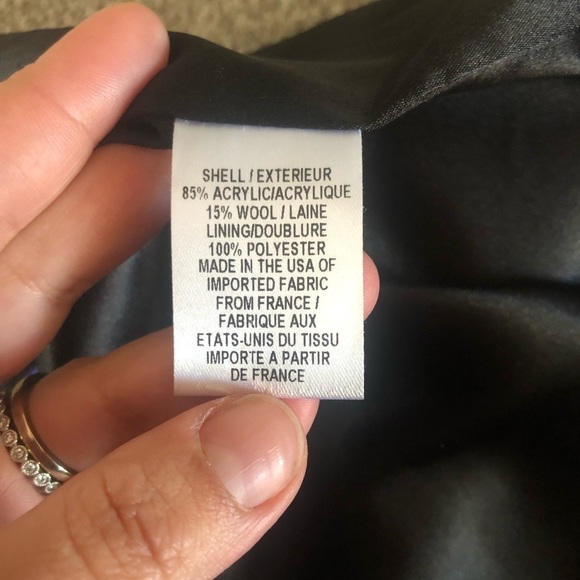 SHELL / EXTERIEUR
85% ACRYLIC/ACRYLIQUE
15% WOOL / LAINE
LINING/DOUBLURE
100% POLYESTER
MADE IN THE USA OF
IMPORTED FABRIC
FROM FRANCE /
FABRIQUE AUX
ETATS-UNIS DU TISSU
IMPORTE A PARTIR
DE FRANCE